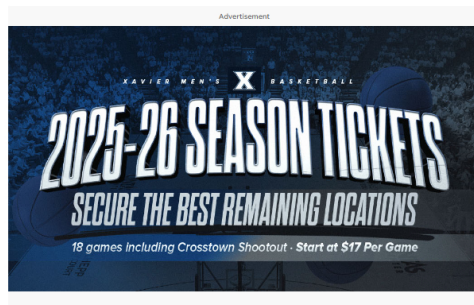 Advertisement
XAVIER MEN'S X BASKETBALL
2025-26 SEASON TICKETS
SECURE THE BEST REMAINING LOCATIONS
18 games including Crosstown Shootout · Start at $17 Per Game